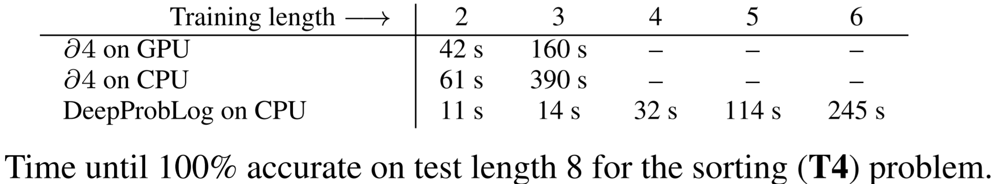 Training length ⟶ 2 3 4 5 6
∂4 on GPU 42 s 160 s – – –
∂4 on CPU 61 s 390 s – – –
DeepProbLog on CPU 11 s 14 s 32 s 114 s 245 s
Time until 100% accurate on test length 8 for the sorting (T4) problem.